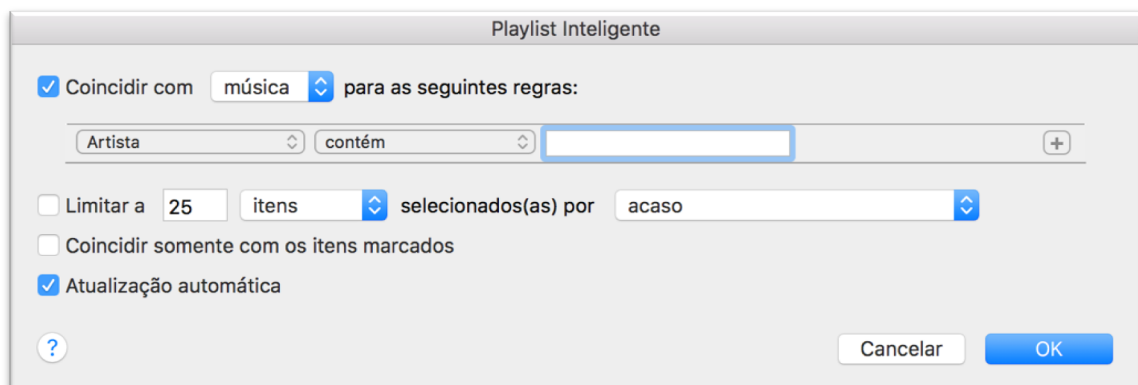 Playlist Inteligente
Coincidir com música para as seguintes regras:
Artista contém +
Limitar a 25 itens selecionados(as) por acaso
Coincidir somente com os itens marcados
Atualização automática
? Cancelar OK